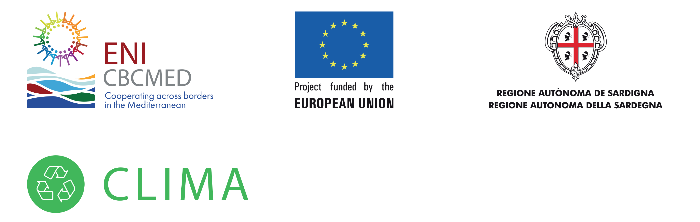 ENI
CBCMED
Cooperating across borders
in the Mediterranean
Project funded by the
EUROPEAN UNION
REGIONE AUTÒNOMA DE SARDIGNA
REGIONE AUTONOMA DELLA SARDEGNA
CLIMA